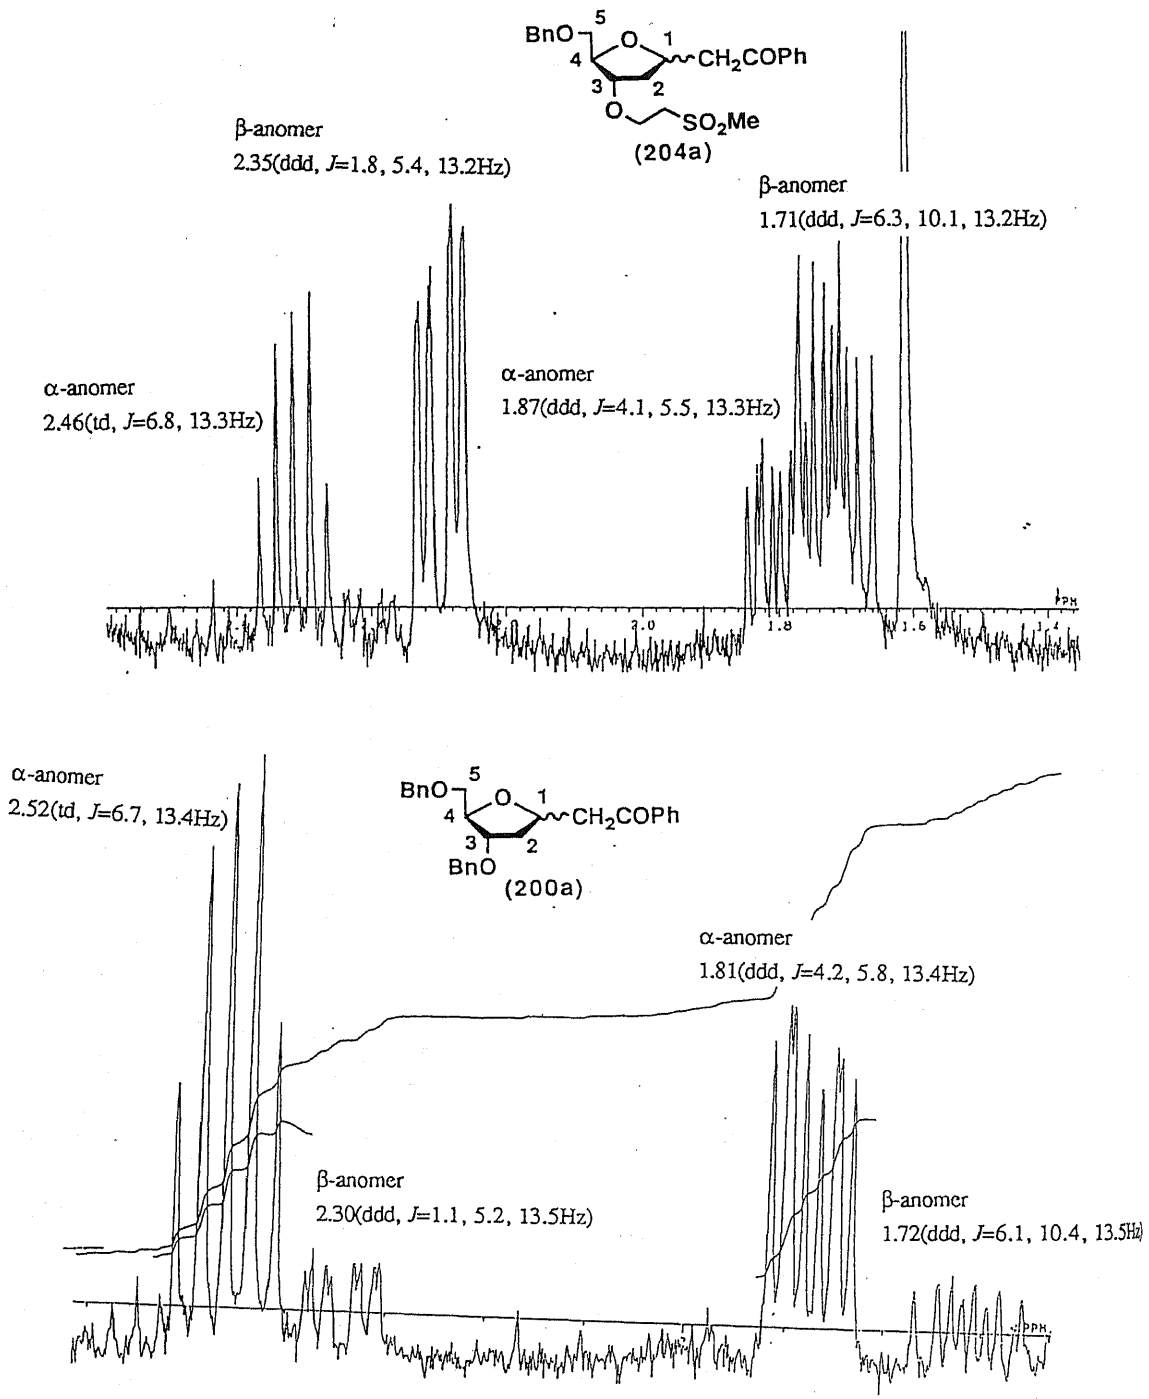 5
BnO
O
1
CH₂COPh
4
3
2
O
SO₂Me
(204a)
β-anomer
2.35(ddd, J=1.8, 5.4, 13.2Hz)
β-anomer
1.71(ddd, J=6.3, 10.1, 13.2Hz)
α-anomer
2.46(td, J=6.8, 13.3Hz)
α-anomer
1.87(ddd, J=4.1, 5.5, 13.3Hz)
PPM
2.0
1.8
1.6
1.4
α-anomer
2.52(td, J=6.7, 13.4Hz)
5
BnO
O
1
CH₂COPh
4
3
2
BnO
(200a)
α-anomer
1.81(ddd, J=4.2, 5.8, 13.4Hz)
β-anomer
2.30(ddd, J=1.1, 5.2, 13.5Hz)
β-anomer
1.72(ddd, J=6.1, 10.4, 13.5Hz)
PPM